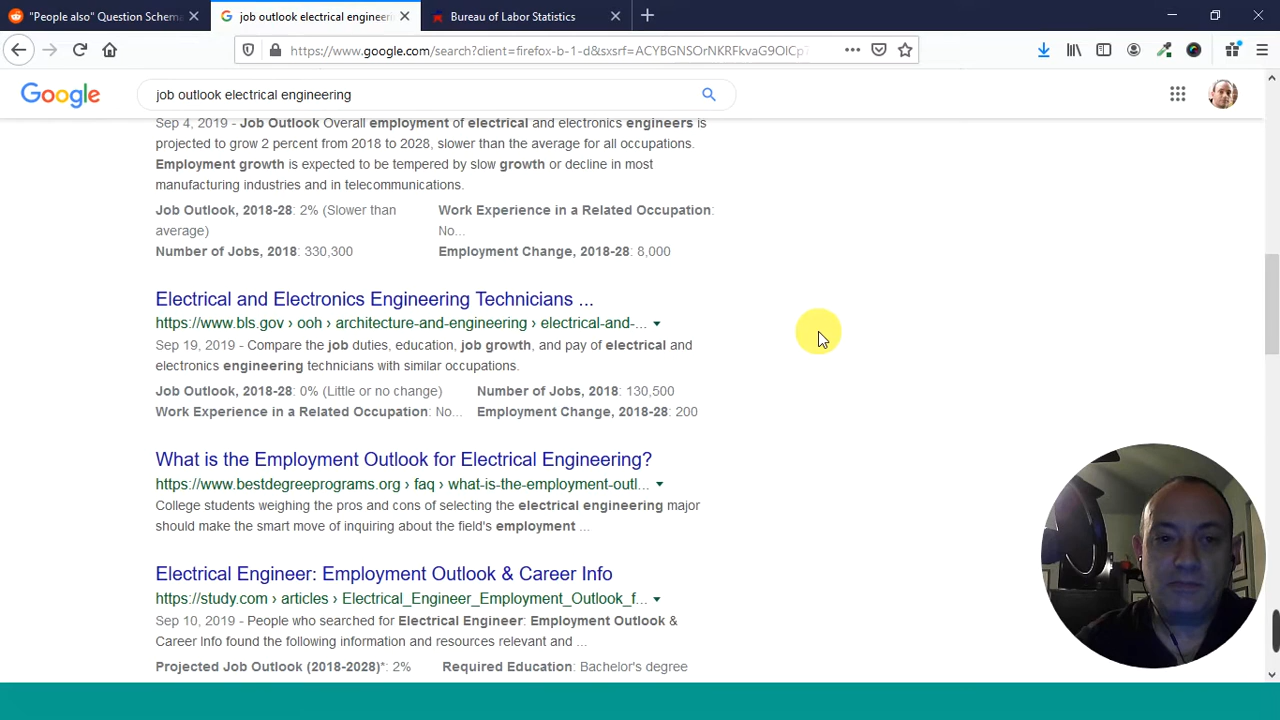 "People also" Question Schema
job outlook electrical engineeri
Bureau of Labor Statistics
https://www.google.com/search?client=firefox-b-1-d&sxsrf=ACYBGNSOrNKRFkvaG9OlCp7
Google
job outlook electrical engineering
Sep 4, 2019 - Job Outlook Overall employment of electrical and electronics engineers is
projected to grow 2 percent from 2018 to 2028, slower than the average for all occupations.
Employment growth is expected to be tempered by slow growth or decline in most
manufacturing industries and in telecommunications.
Job Outlook, 2018-28: 2% (Slower than
average)
Work Experience in a Related Occupation:
No...
Number of Jobs, 2018: 330,300
Employment Change, 2018-28: 8,000
Electrical and Electronics Engineering Technicians ...
https://www.bls.gov › ooh › architecture-and-engineering › electrical-and-...
Sep 19, 2019 - Compare the job duties, education, job growth, and pay of electrical and
electronics engineering technicians with similar occupations.
Job Outlook, 2018-28: 0% (Little or no change)
Number of Jobs, 2018: 130,500
Work Experience in a Related Occupation: No...
Employment Change, 2018-28: 200
What is the Employment Outlook for Electrical Engineering?
https://www.bestdegreeprograms.org › faq › what-is-the-employment-outl...
College students weighing the pros and cons of selecting the electrical engineering major
should make the smart move of inquiring about the field's employment ...
Electrical Engineer: Employment Outlook & Career Info
https://study.com › articles › Electrical_Engineer_Employment_Outlook_f...
Sep 10, 2019 - People who searched for Electrical Engineer: Employment Outlook &
Career Info found the following information and resources relevant and ...
Projected Job Outlook (2018-2028)*: 2%
Required Education: Bachelor's degree